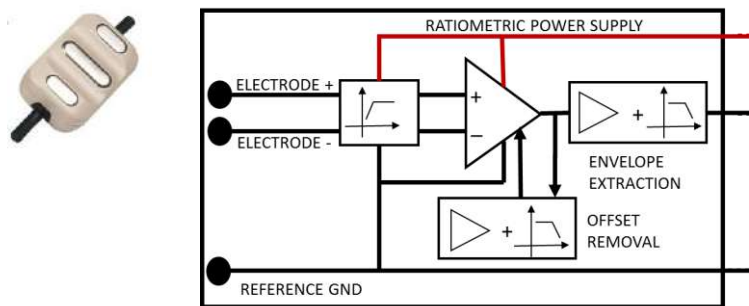 RATIOMETRIC POWER SUPPLY
ELECTRODE +
ELECTRODE -
+
−
+
ENVELOPE
EXTRACTION
+
OFFSET
REMOVAL
REFERENCE GND